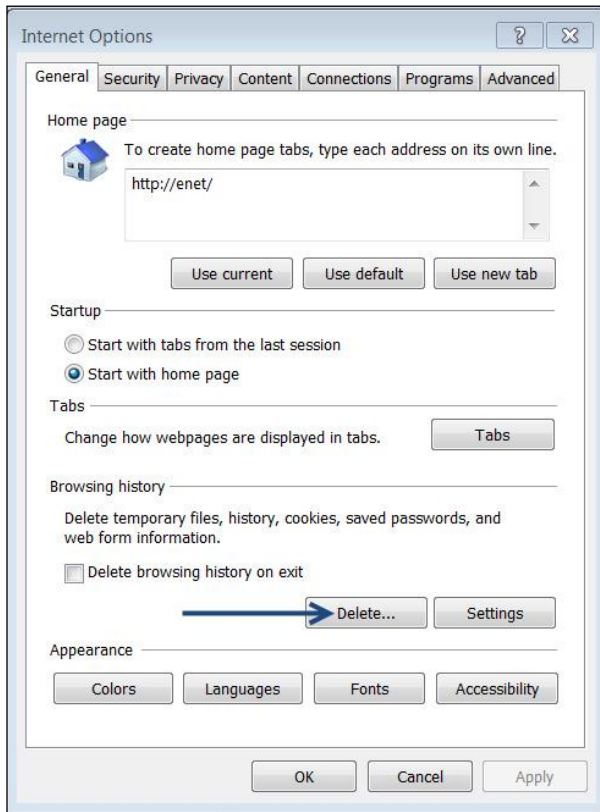 Internet Options
General Security Privacy Content Connections Programs Advanced
Home page
To create home page tabs, type each address on its own line.
http://enet/
Use current Use default Use new tab
Startup
Start with tabs from the last session
Start with home page
Tabs
Change how webpages are displayed in tabs. Tabs
Browsing history
Delete temporary files, history, cookies, saved passwords, and
web form information.
Delete browsing history on exit
Delete... Settings
Appearance
Colors Languages Fonts Accessibility
OK Cancel Apply